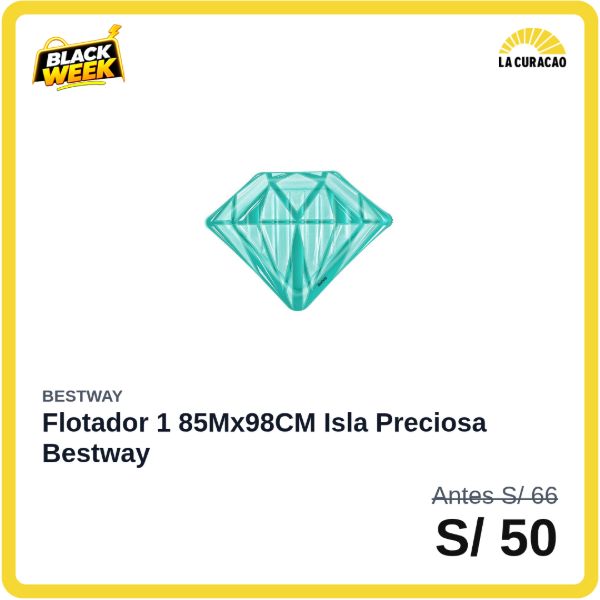 BLACK
WEEK
LA CURACAO
BESTWAY
Flotador 1 85Mx98CM Isla Preciosa
Bestway
Antes S/ 66
S/ 50